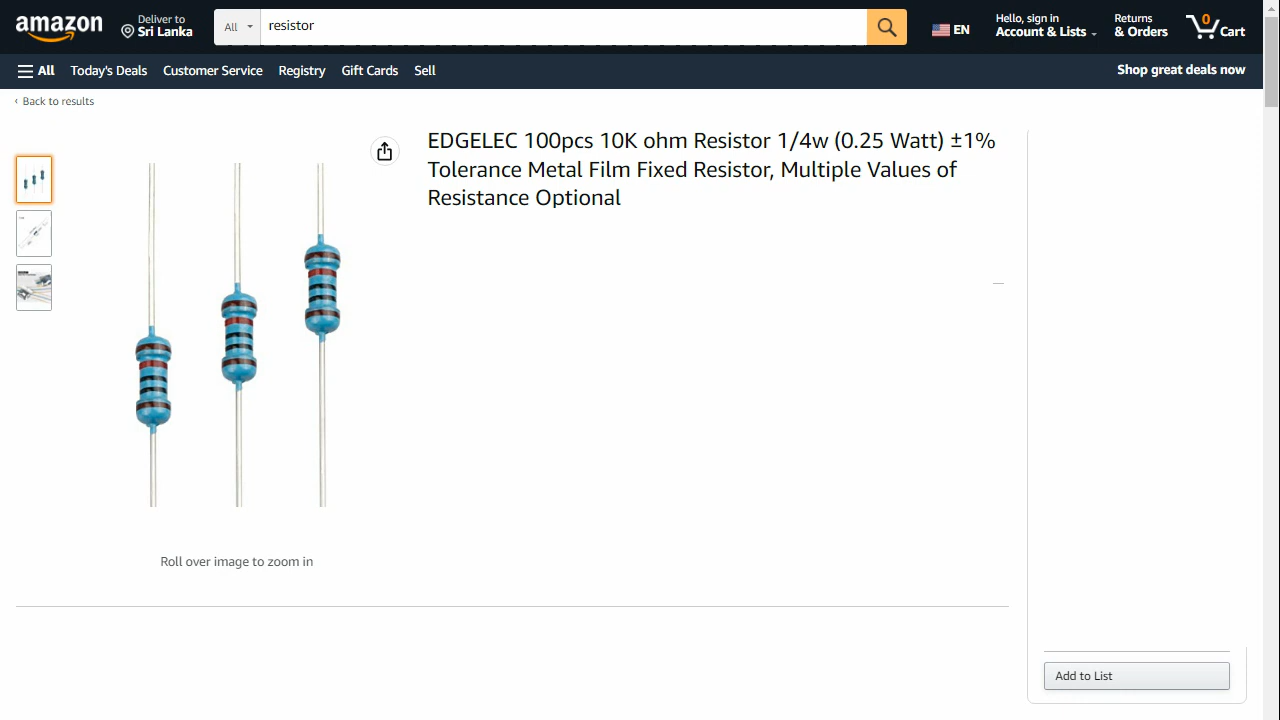 amazon
Deliver to
Sri Lanka
All
resistor
EN
Hello, sign in
Account & Lists
Returns
& Orders
0
Cart
All
Today's Deals
Customer Service
Registry
Gift Cards
Sell
Shop great deals now
‹ Back to results
EDGELEC 100pcs 10K ohm Resistor 1/4w (0.25 Watt) ±1%
Tolerance Metal Film Fixed Resistor, Multiple Values of
Resistance Optional
Roll over image to zoom in
Add to List